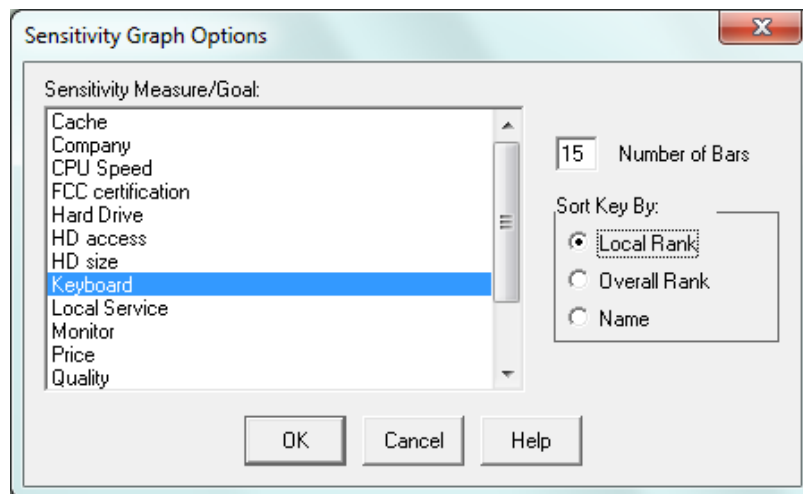 Sensitivity Graph Options
Sensitivity Measure/Goal:
Cache
Company
CPU Speed
FCC certification
Hard Drive
HD access
HD size
Keyboard
Local Service
Monitor
Price
Quality
15 Number of Bars
Sort Key By:
Local Rank
Overall Rank
Name
OK Cancel Help